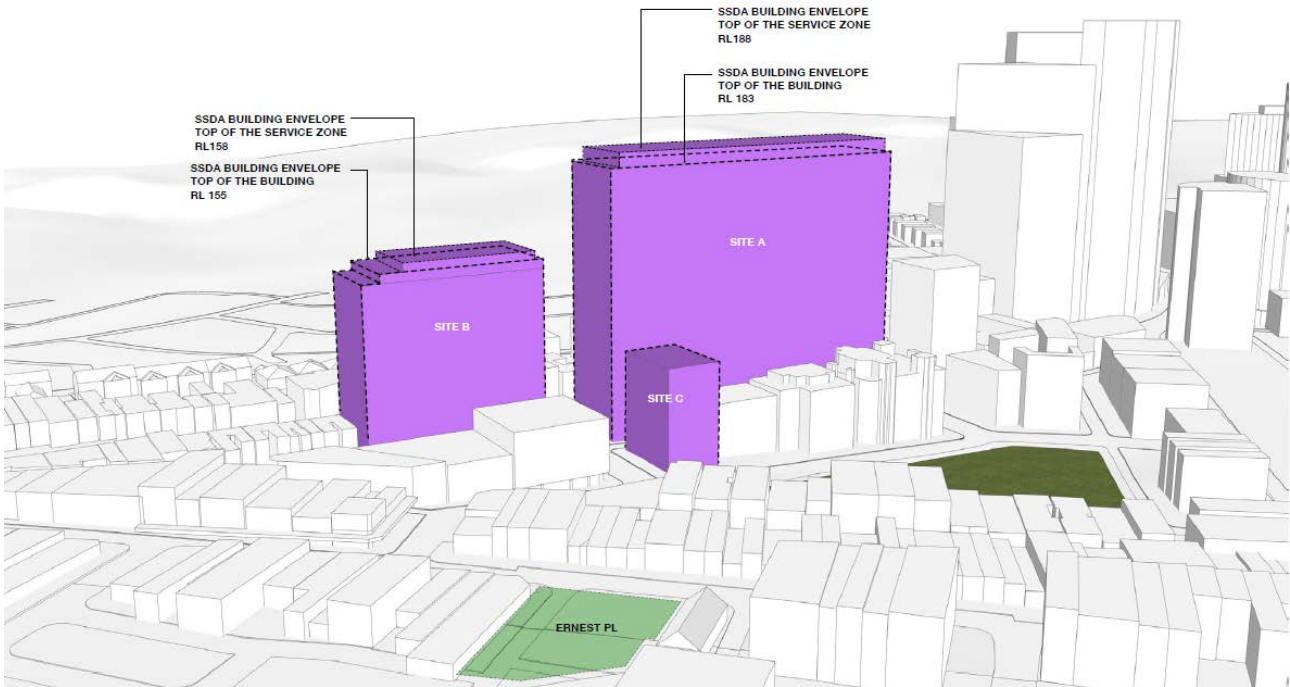 SSDA BUILDING ENVELOPE
TOP OF THE SERVICE ZONE
RL188
SSDA BUILDING ENVELOPE
TOP OF THE BUILDING
RL 183
SSDA BUILDING ENVELOPE
TOP OF THE SERVICE ZONE
RL158
SSDA BUILDING ENVELOPE
TOP OF THE BUILDING
RL 155
SITE A
SITE B
SITE C
ERNEST PL